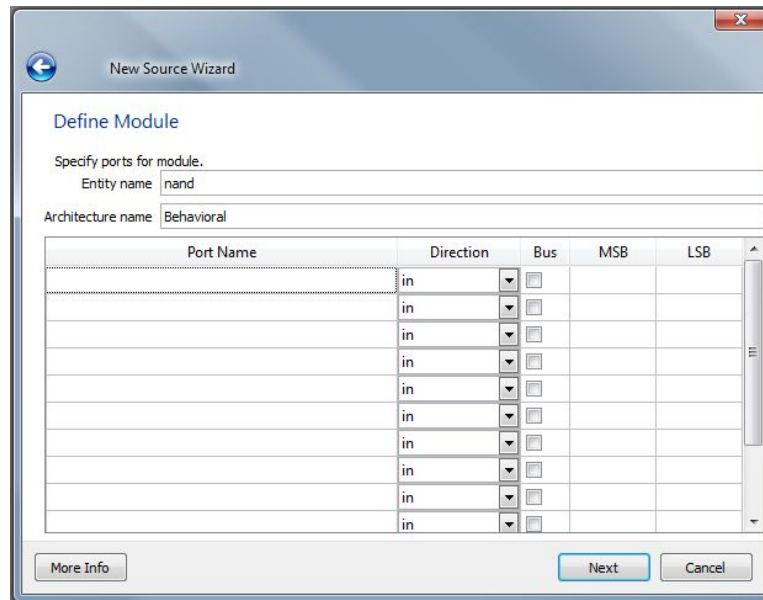 New Source Wizard
Define Module
Specify ports for module.
Entity name nand
Architecture name Behavioral
Port Name Direction Bus MSB LSB
in
in
in
in
in
in
in
in
in
in
More Info Next Cancel